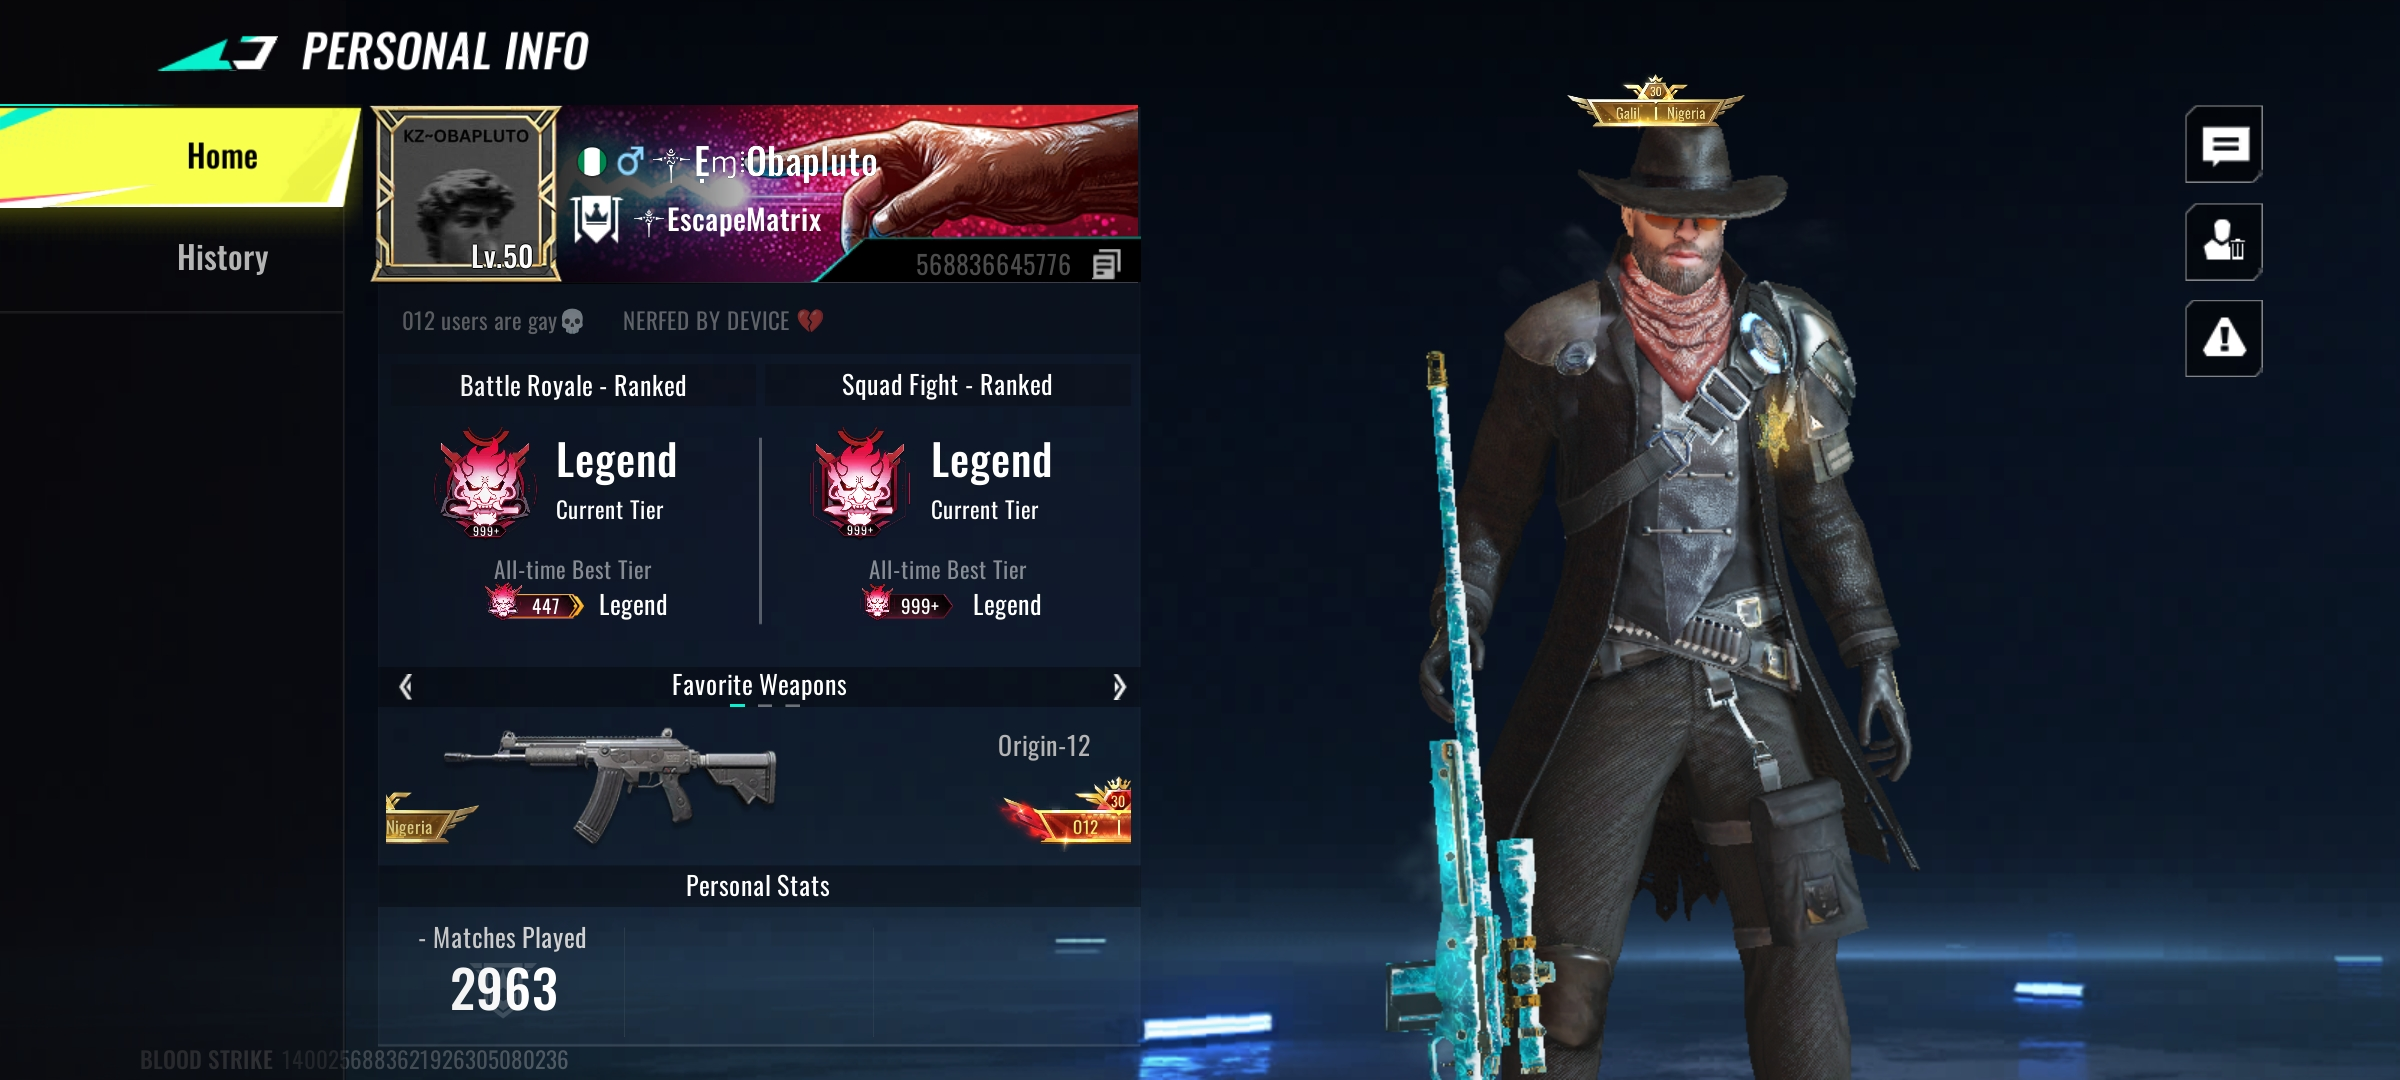 PERSONAL INFO
Home
History
KZ~OBAPLUTO
Lv.50
Obapluto
EscapeMatrix
568836645776
012 users are gay💀 NERFED BY DEVICE 💔
Battle Royale - Ranked
Legend
Current Tier
999+
All-time Best Tier
447 Legend
Squad Fight - Ranked
Legend
Current Tier
999+
All-time Best Tier
999+ Legend
Favorite Weapons
Nigeria
Origin-12
30
012 |
Personal Stats
- Matches Played
2963
BLOOD STRIKE 1400256883621926305080236
30
Galil | Nigeria